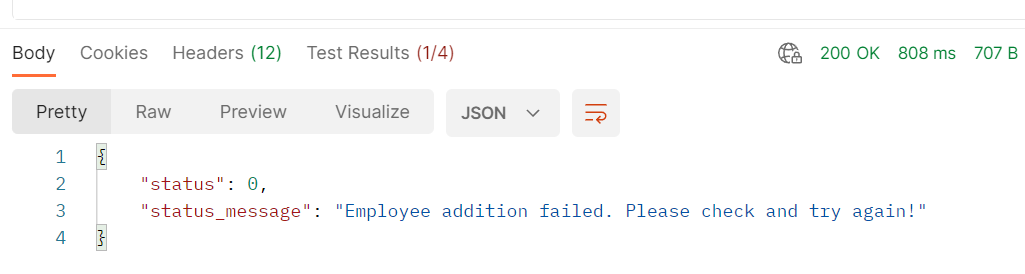 Body Cookies Headers (12) Test Results (1/4) 200 OK 808 ms 707 B
Pretty Raw Preview Visualize JSON
1 {
2 "status": 0,
3 "status_message": "Employee addition failed. Please check and try again!"
4 }